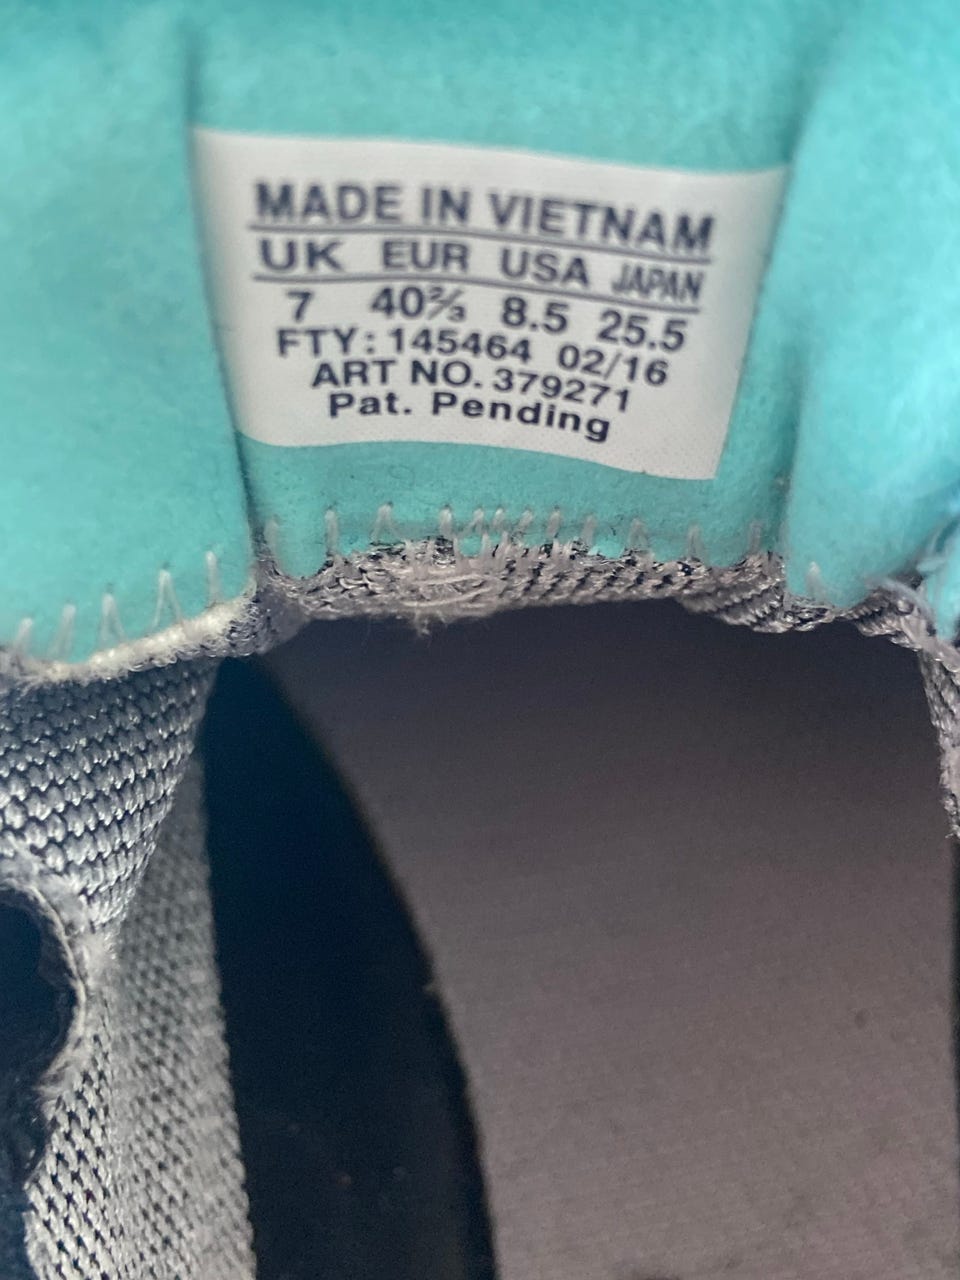 MADE IN VIETNAM
UK EUR USA JAPAN
7 40⅔ 8.5 25.5
FTY: 145464 02/16
ART NO. 379271
Pat. Pending